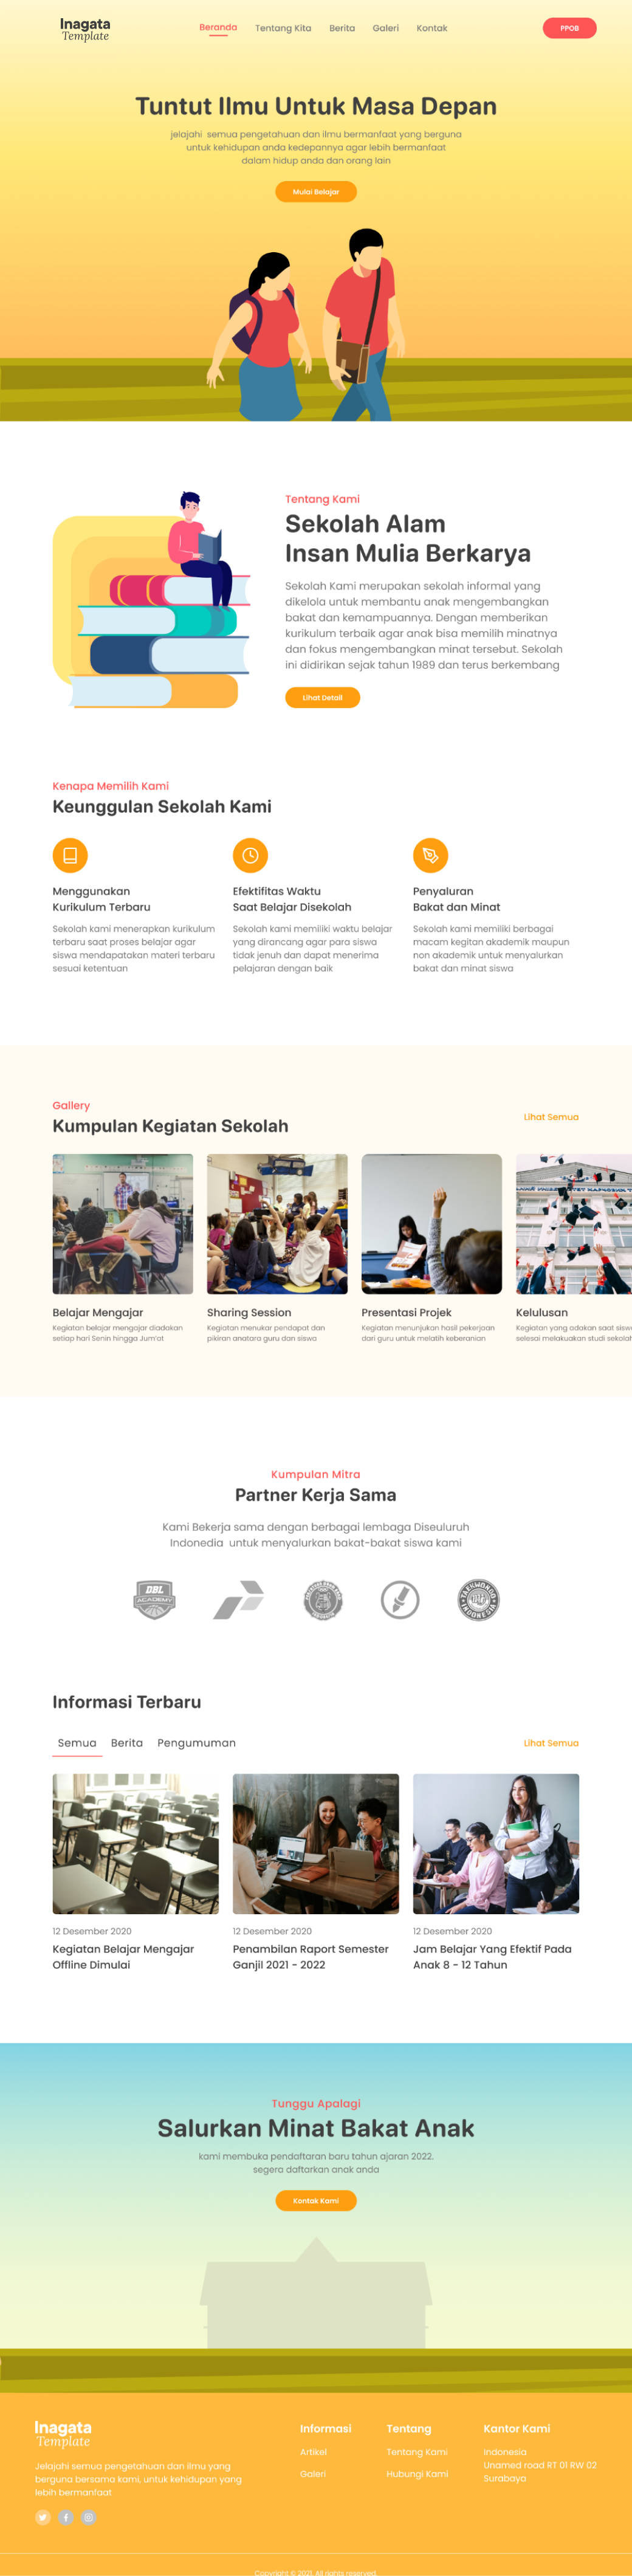 Inagata
Template
Beranda
Tentang Kita
Berita
Galeri
Kontak
PPOB
Tuntut Ilmu Untuk Masa Depan
jelajahi semua pengetahuan dan ilmu bermanfaat yang berguna
untuk kehidupan anda kedepannya agar lebih bermanfaat
dalam hidup anda dan orang lain
Mulai Belajar
Tentang Kami
Sekolah Alam
Insan Mulia Berkarya
Sekolah Kami merupakan sekolah informal yang
dikelola untuk membantu anak mengembangkan
bakat dan kemampuannya. Dengan memberikan
kurikulum terbaik agar anak bisa memilih minatnya
dan fokus mengembangkan minat tersebut. Sekolah
ini didirikan sejak tahun 1989 dan terus berkembang
Lihat Detail
Kenapa Memilih Kami
Keunggulan Sekolah Kami
Menggunakan
Kurikulum Terbaru
Sekolah kami menerapkan kurikulum
terbaru saat proses belajar agar
siswa mendapatakan materi terbaru
sesuai ketentuan
Efektifitas Waktu
Saat Belajar Disekolah
Sekolah kami memiliki waktu belajar
yang dirancang agar para siswa
tidak jenuh dan dapat menerima
pelajaran dengan baik
Penyaluran
Bakat dan Minat
Sekolah kami memiliki berbagai
macam kegitan akademik maupun
non akademik untuk menyalurkan
bakat dan minat siswa
Gallery
Kumpulan Kegiatan Sekolah
Lihat Semua
Belajar Mengajar
Kegiatan belajar mengajar diadakan
setiap hari Senin hingga Jum'at
Sharing Session
Kegiatan menukar pendapat dan
pikiran anatara guru dan siswa
Presentasi Projek
Kegiatan menunjukan hasil pekerjaan
dari guru untuk melatih keberanian
Kelulusan
Kegiatan yang adakan saat
selesai melakuakan studi
Kumpulan Mitra
Partner Kerja Sama
Kami Bekerja sama dengan berbagai lembaga Diseuluruh
Indonedia untuk menyalurkan bakat-bakat siswa kami
DBL
ACADEMY
TAEKWONDO
INDONESIA
Informasi Terbaru
Semua
Berita
Pengumuman
Lihat Semua
12 Desember 2020
Kegiatan Belajar Mengajar
Offline Dimulai
12 Desember 2020
Penambilan Raport Semester
Ganjil 2021 - 2022
12 Desember 2020
Jam Belajar Yang Efektif Pada
Anak 8 - 12 Tahun
Tunggu Apalagi
Salurkan Minat Bakat Anak
kami membuka pendaftaran baru tahun ajaran 2022.
segera daftarkan anak anda
Kontak Kami
Inagata
Template
Jelajahi semua pengetahuan dan ilmu yang
berguna bersama kami, untuk kehidupan yang
lebih bermanfaat
Informasi
Artikel
Galeri
Tentang
Tentang Kami
Hubungi Kami
Kantor Kami
Indonesia
Unamed road RT 01 RW 02
Surabaya
Copyright © 2021. All rights reserved.